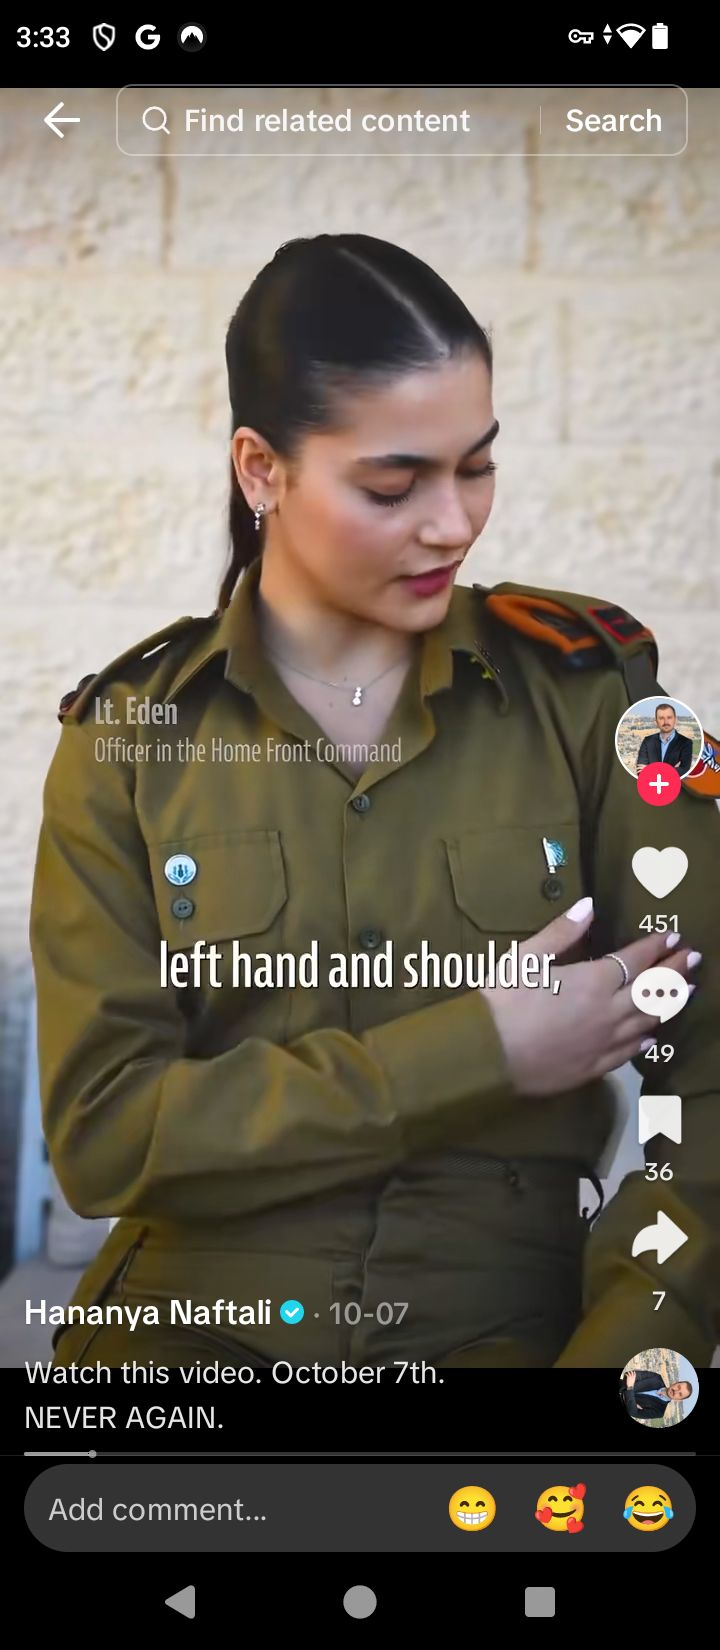 3:33
Find related content
Search
Lt. Eden
Officer in the Home Front Command
left hand and shoulder,
451
49
36
7
Hananya Naftali · 10-07
Watch this video. October 7th.
NEVER AGAIN.
Add comment...